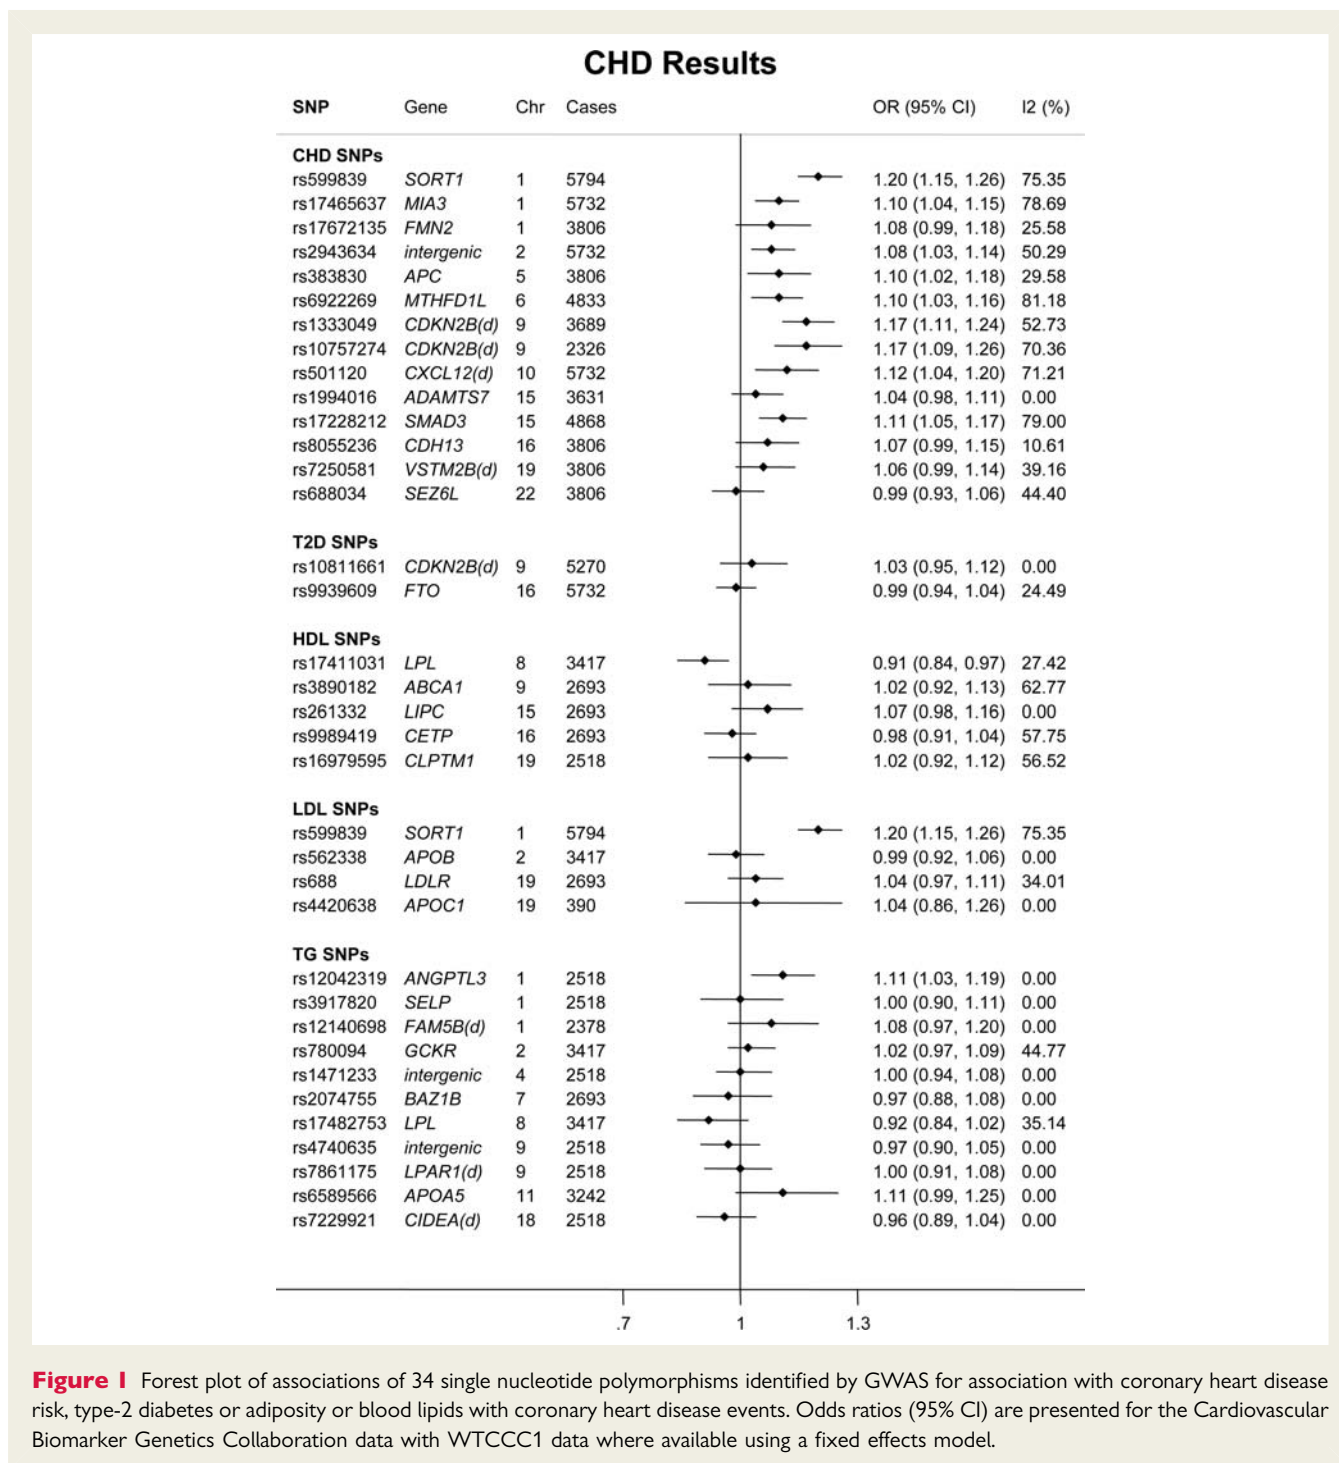 CHD Results
SNP Gene Chr Cases OR (95% CI) I2 (%)
CHD SNPs
rs599839 SORT1 1 5794 1.20 (1.15, 1.26) 75.35
rs17465637 MIA3 1 5732 1.10 (1.04, 1.15) 78.69
rs17672135 FMN2 1 3806 1.08 (0.99, 1.18) 25.58
rs2943634 intergenic 2 5732 1.08 (1.03, 1.14) 50.29
rs383830 APC 5 3806 1.10 (1.02, 1.18) 29.58
rs6922269 MTHFD1L 6 4833 1.10 (1.03, 1.16) 81.18
rs1333049 CDKN2B(d) 9 3689 1.17 (1.11, 1.24) 52.73
rs10757274 CDKN2B(d) 9 2326 1.17 (1.09, 1.26) 70.36
rs501120 CXCL12(d) 10 5732 1.12 (1.04, 1.20) 71.21
rs1994016 ADAMTS7 15 3631 1.04 (0.98, 1.11) 0.00
rs17228212 SMAD3 15 4868 1.11 (1.05, 1.17) 79.00
rs8055236 CDH13 16 3806 1.07 (0.99, 1.15) 10.61
rs7250581 VSTM2B(d) 19 3806 1.06 (0.99, 1.14) 39.16
rs688034 SEZ6L 22 3806 0.99 (0.93, 1.06) 44.40
T2D SNPs
rs10811661 CDKN2B(d) 9 5270 1.03 (0.95, 1.12) 0.00
rs9939609 FTO 16 5732 0.99 (0.94, 1.04) 24.49
HDL SNPs
rs17411031 LPL 8 3417 0.91 (0.84, 0.97) 27.42
rs3890182 ABCA1 9 2693 1.02 (0.92, 1.13) 62.77
rs261332 LIPC 15 2693 1.07 (0.98, 1.16) 0.00
rs9989419 CETP 16 2693 0.98 (0.91, 1.04) 57.75
rs16979595 CLPTM1 19 2518 1.02 (0.92, 1.12) 56.52
LDL SNPs
rs599839 SORT1 1 5794 1.20 (1.15, 1.26) 75.35
rs562338 APOB 2 3417 0.99 (0.92, 1.06) 0.00
rs688 LDLR 19 2693 1.04 (0.97, 1.11) 34.01
rs4420638 APOC1 19 390 1.04 (0.86, 1.26) 0.00
TG SNPs
rs12042319 ANGPTL3 1 2518 1.11 (1.03, 1.19) 0.00
rs3917820 SELP 1 2518 1.00 (0.90, 1.11) 0.00
rs12140698 FAM5B(d) 1 2378 1.08 (0.97, 1.20) 0.00
rs780094 GCKR 2 3417 1.02 (0.97, 1.09) 44.77
rs1471233 intergenic 4 2518 1.00 (0.94, 1.08) 0.00
rs2074755 BAZ1B 7 2693 0.97 (0.88, 1.08) 0.00
rs17482753 LPL 8 3417 0.92 (0.84, 1.02) 35.14
rs4740635 intergenic 9 2518 0.97 (0.90, 1.05) 0.00
rs7861175 LPAR1(d) 9 2518 1.00 (0.91, 1.08) 0.00
rs6589566 APOA5 11 3242 1.11 (0.99, 1.25) 0.00
rs7229921 CIDEA(d) 18 2518 0.96 (0.89, 1.04) 0.00
.7 1 1.3
Figure 1 Forest plot of associations of 34 single nucleotide polymorphisms identified by GWAS for association with coronary heart disease
risk, type-2 diabetes or adiposity or blood lipids with coronary heart disease events. Odds ratios (95% CI) are presented for the Cardiovascular
Biomarker Genetics Collaboration data with WTCCC1 data where available using a fixed effects model.